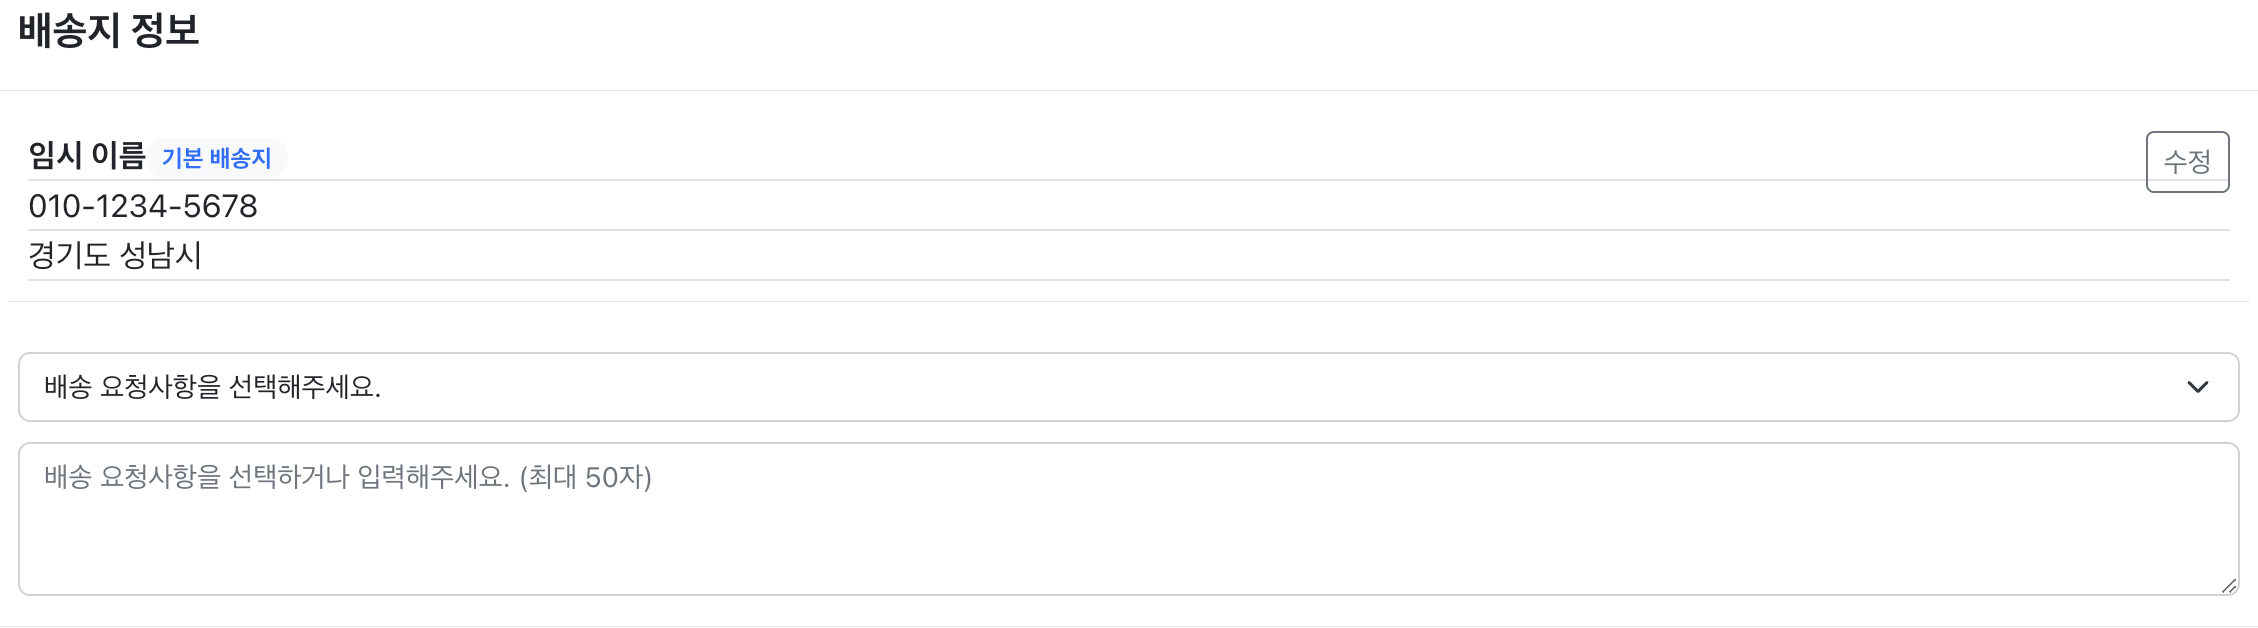 배송지 정보
임시 이름 기본 배송지 수정
010-1234-5678
경기도 성남시
배송 요청사항을 선택해주세요.
배송 요청사항을 선택하거나 입력해주세요. (최대 50자)